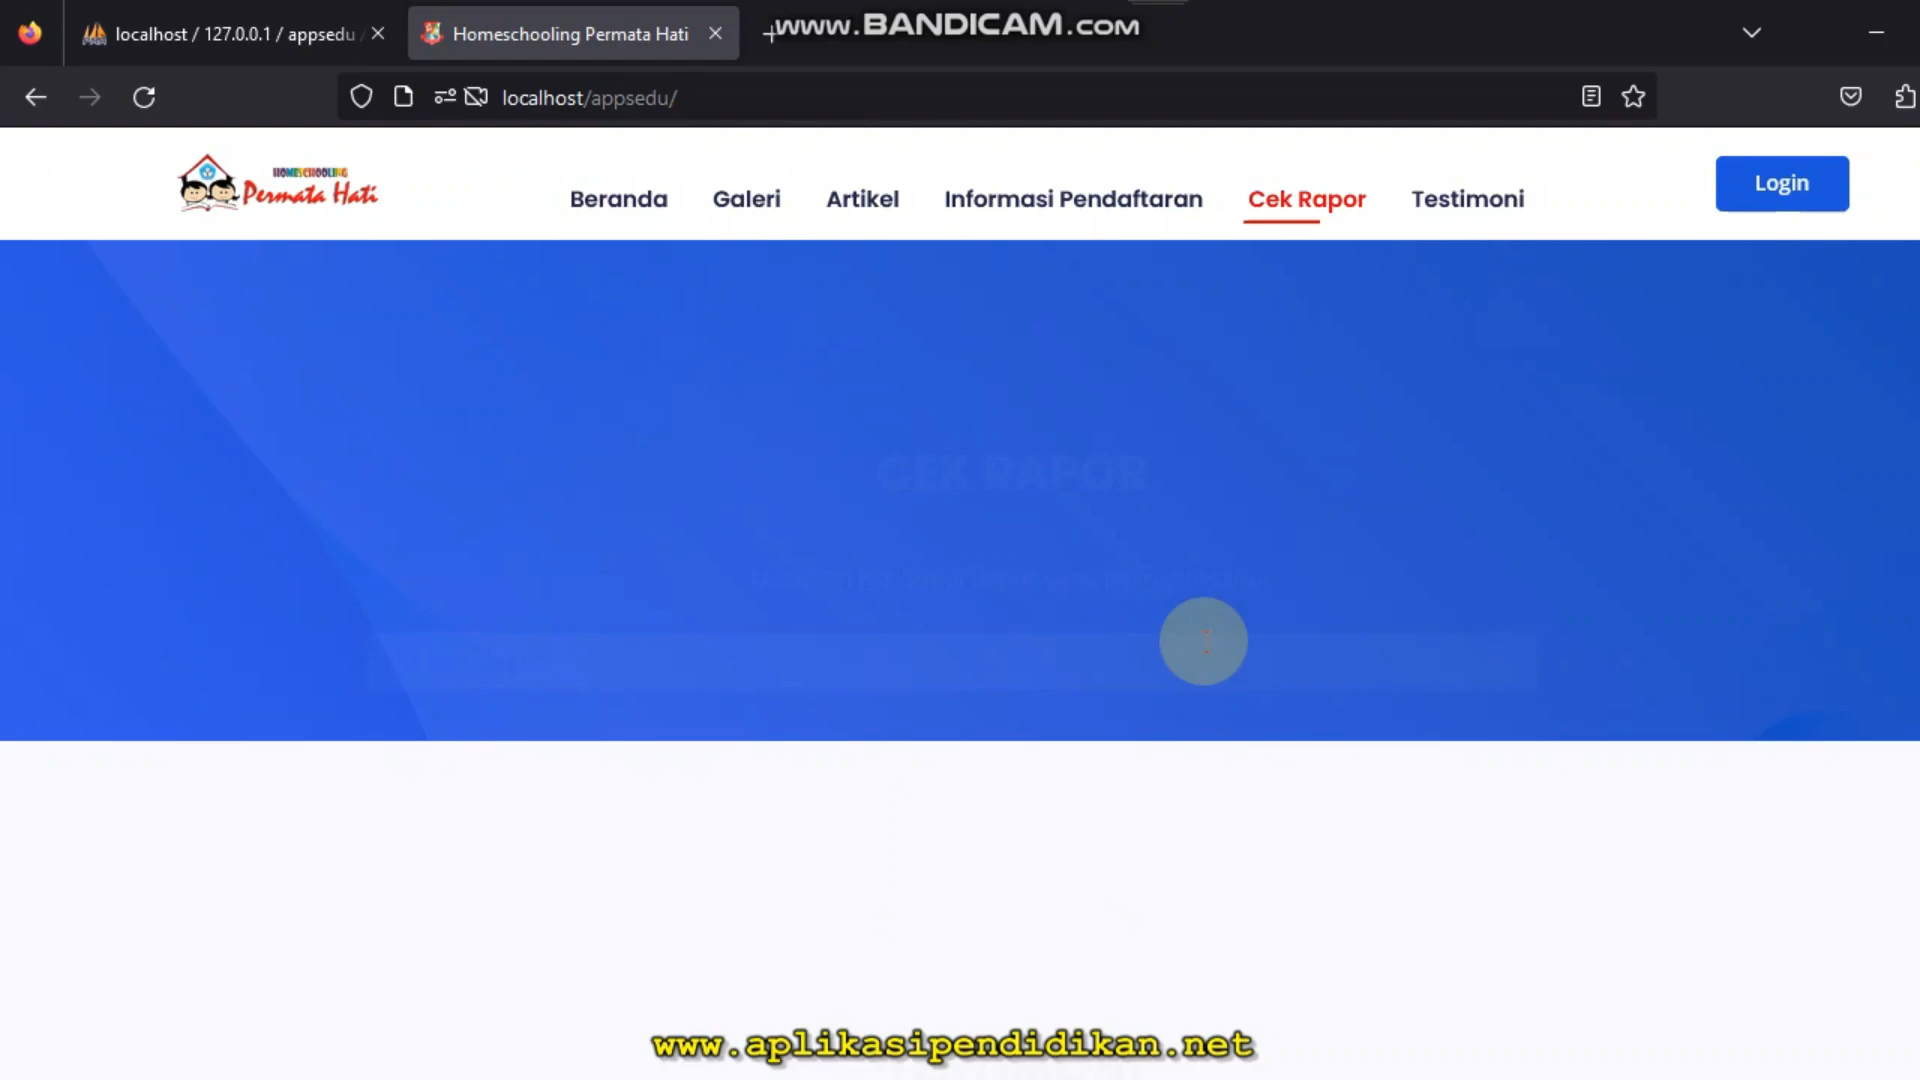 localhost / 127.0.0.1 / appsedu
Homeschooling Permata Hati
www.BANDICAM.com
localhost/appsedu/
HOMESCHOOLING
Permata Hati
Beranda
Galeri
Artikel
Informasi Pendaftaran
Cek Rapor
Testimoni
Login
CEK RAPOR
www.aplikasipendidikan.net